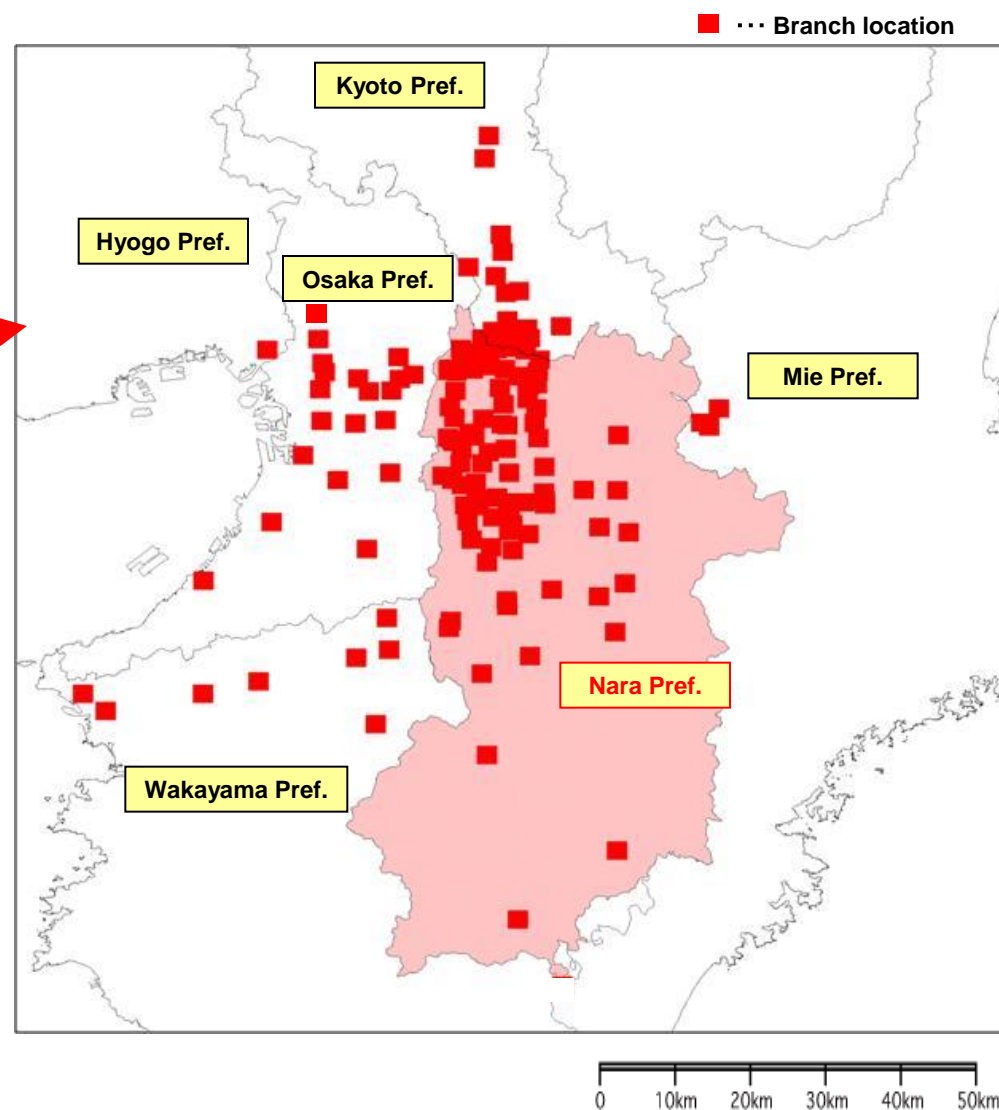 ··· Branch location
Kyoto Pref.
Hyogo Pref.
Osaka Pref.
Mie Pref.
Nara Pref.
Wakayama Pref.
0 10km 20km 30km 40km 50km